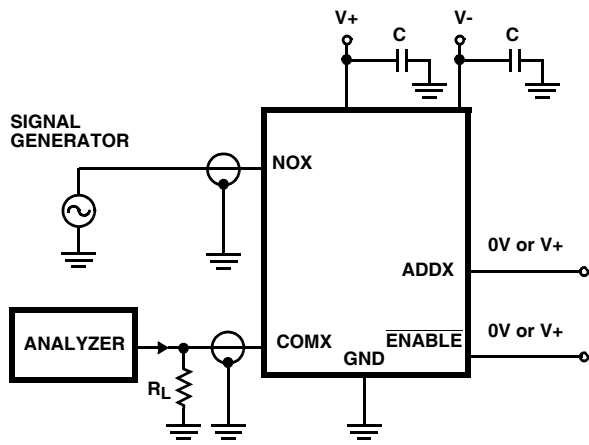 V+
V-
C
C
SIGNAL
GENERATOR
NOX
0V or V+
ADDX
0V or V+
ANALYZER
COMX
ENABLE
GND
RL